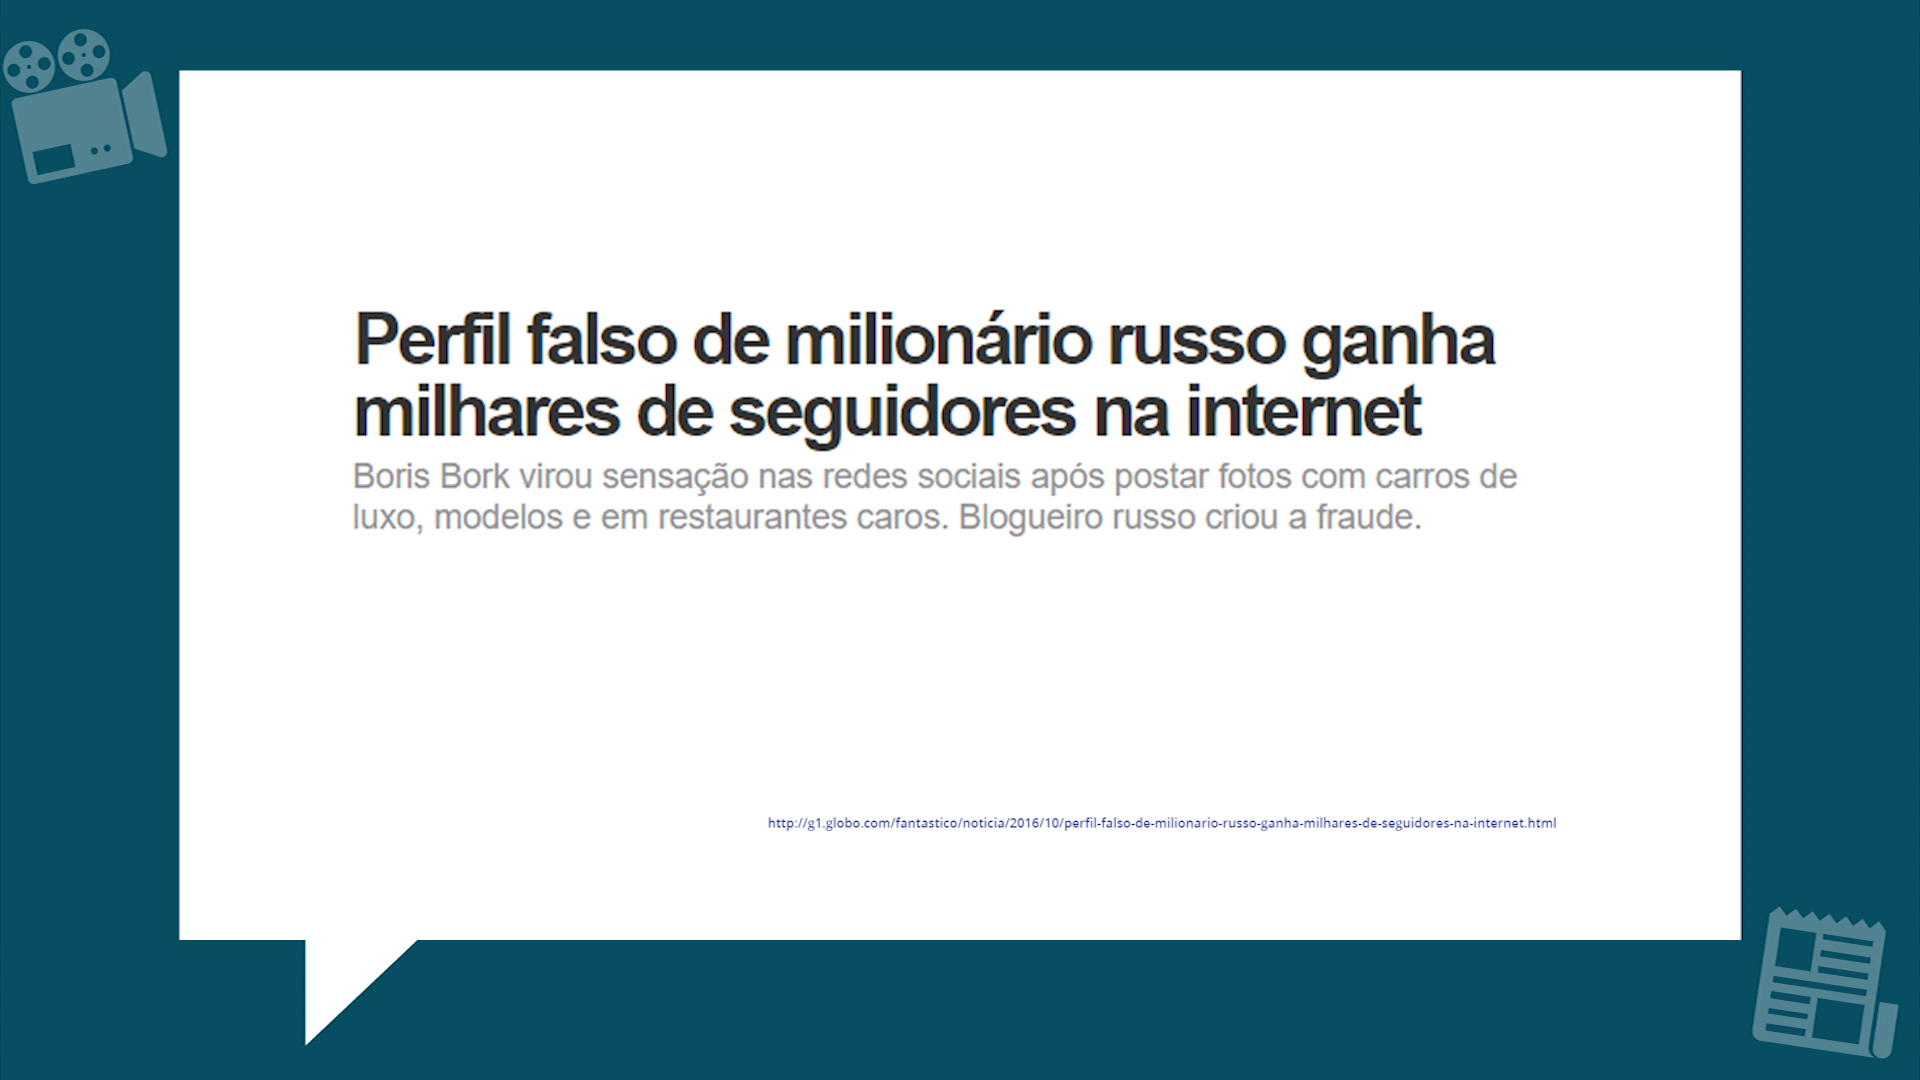 Perfil falso de milionário russo ganha
milhares de seguidores na internet
Boris Bork virou sensação nas redes sociais após postar fotos com carros de
luxo, modelos e em restaurantes caros. Blogueiro russo criou a fraude.
http://g1.globo.com/fantastico/noticia/2016/10/perfil-falso-de-milionario-russo-ganha-milhares-de-seguidores-na-internet.html